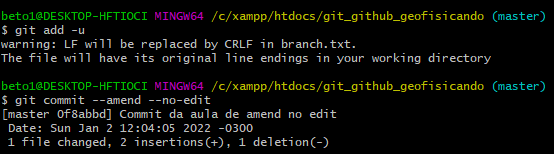 beto1@DESKTOP-HFTIOCI MINGW64 /c/xampp/htdocs/git_github_geofisicando (master)
$ git add -u
warning: LF will be replaced by CRLF in branch.txt.
The file will have its original line endings in your working directory
beto1@DESKTOP-HFTIOCI MINGW64 /c/xampp/htdocs/git_github_geofisicando (master)
$ git commit --amend --no-edit
[master 0f8abbd] Commit da aula de amend no edit
Date: Sun Jan 2 12:04:05 2022 -0300
1 file changed, 2 insertions(+), 1 deletion(-)